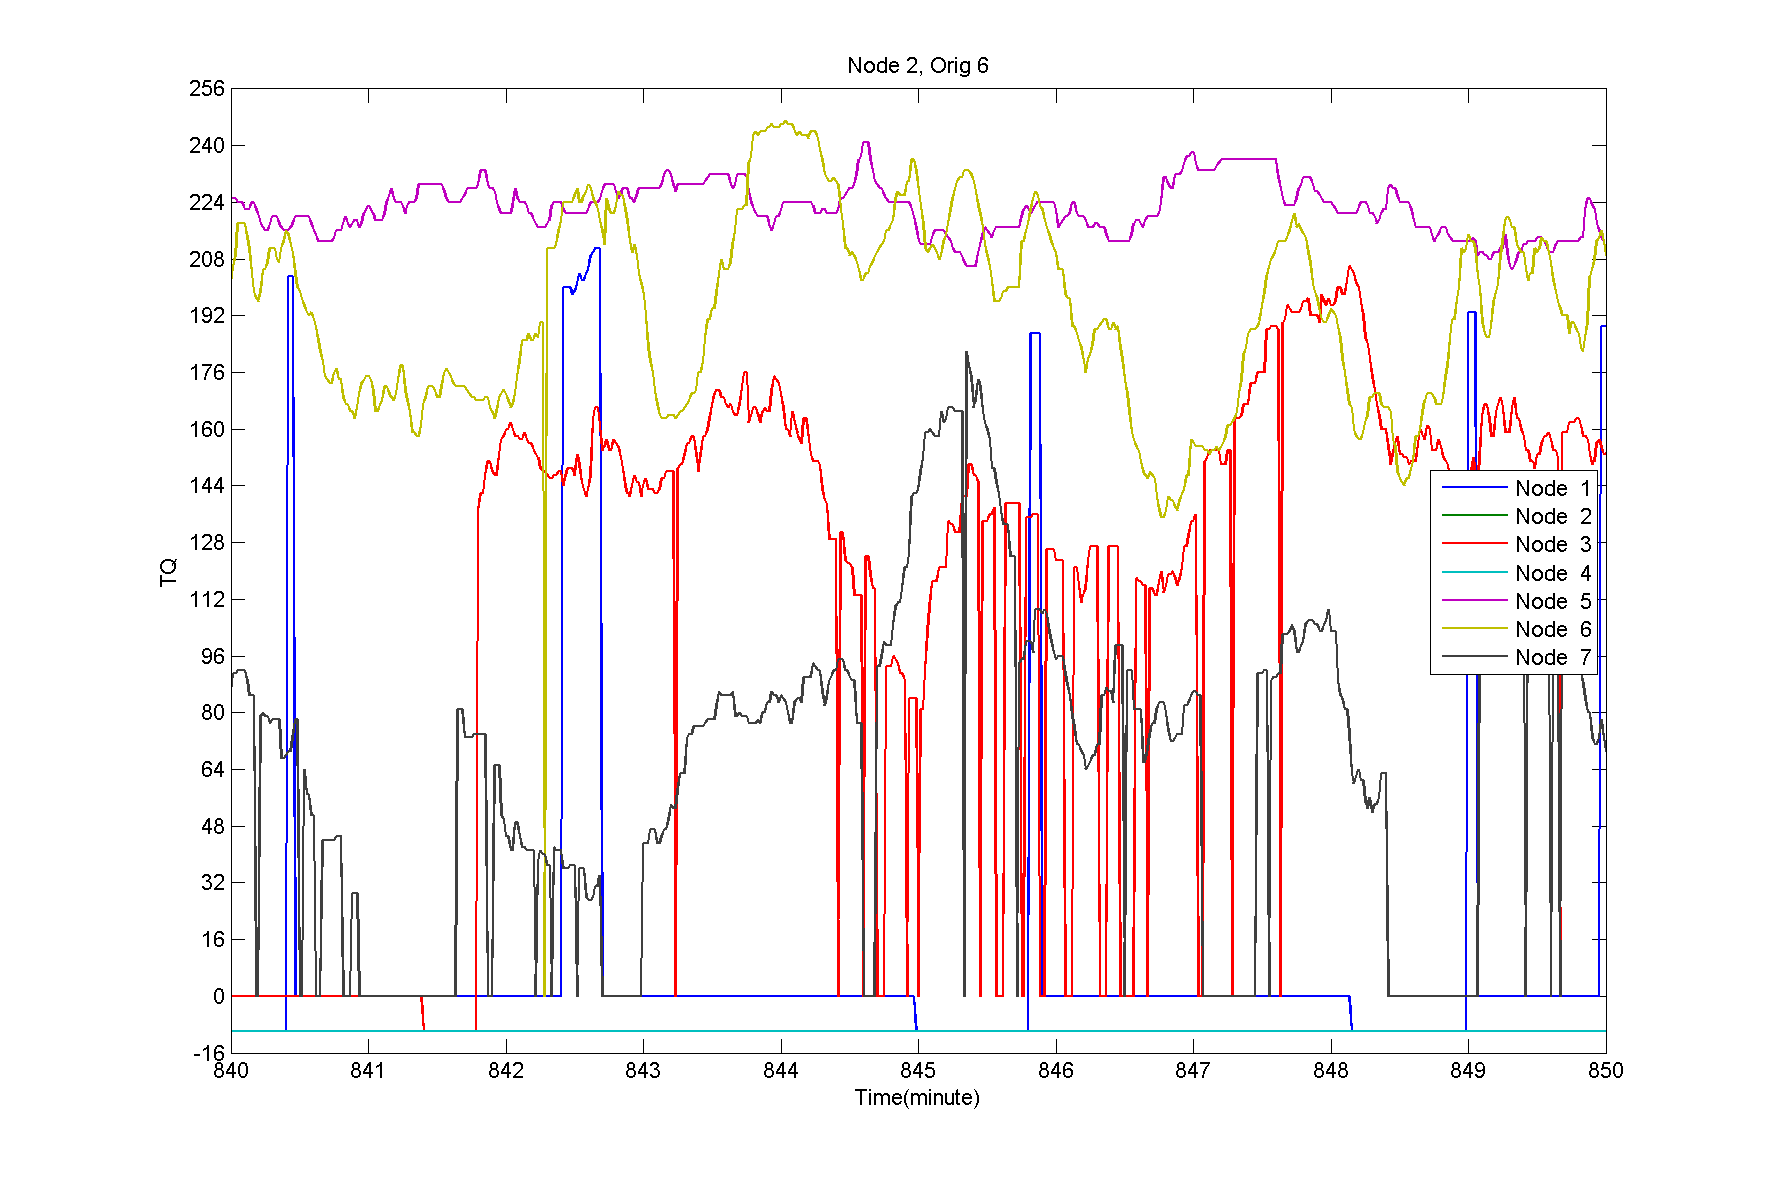 Node 2, Orig 6
256
240
224
208
192
176
160
144
128
112
96
80
64
48
32
16
0
-16
TQ
840 841 842 843 844 845 846 847 848 849 850
Time(minute)
Node 1
Node 2
Node 3
Node 4
Node 5
Node 6
Node 7